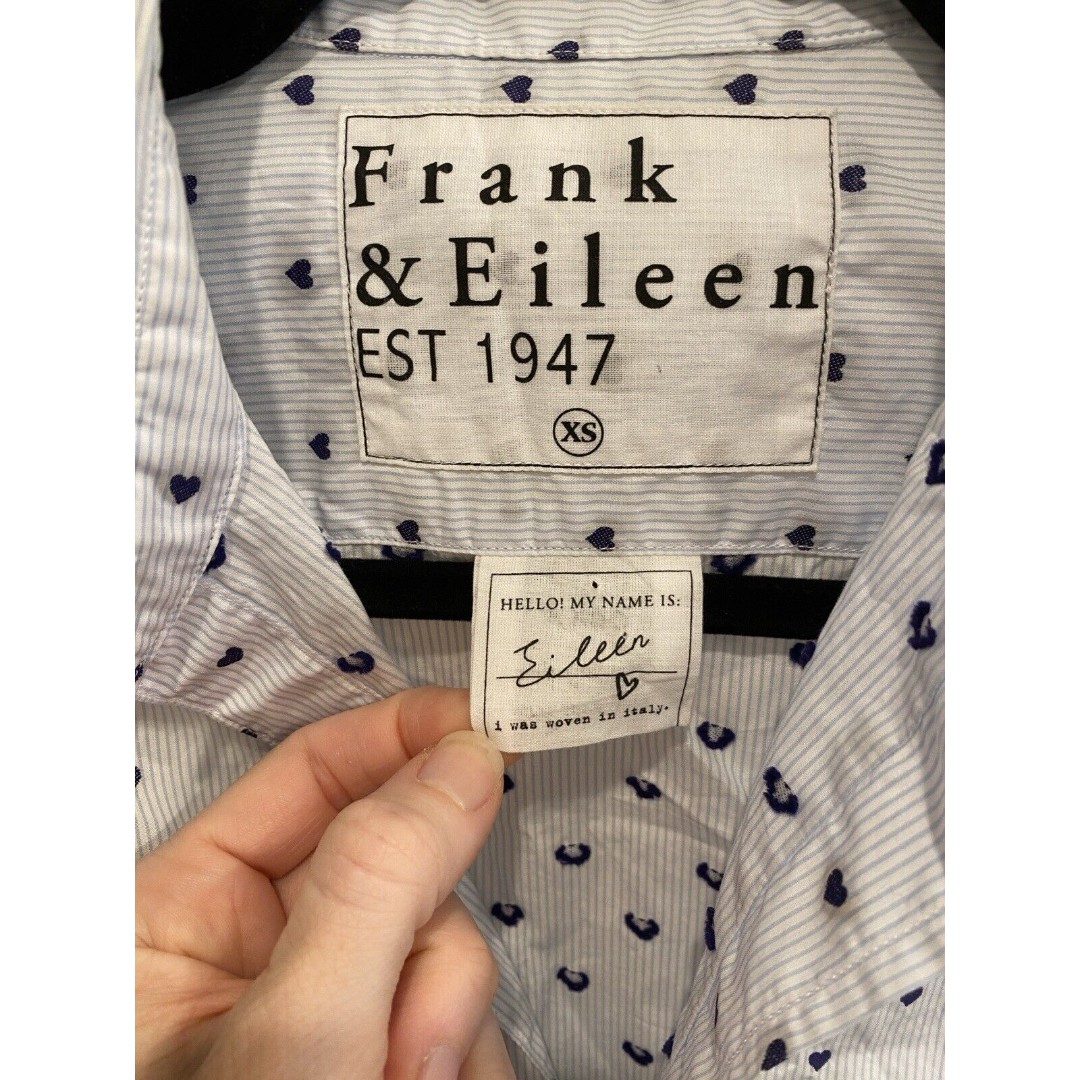 Frank
& Eileen
EST 1947
XS
HELLO! MY NAME IS:
Eileen
i was woven in italy.